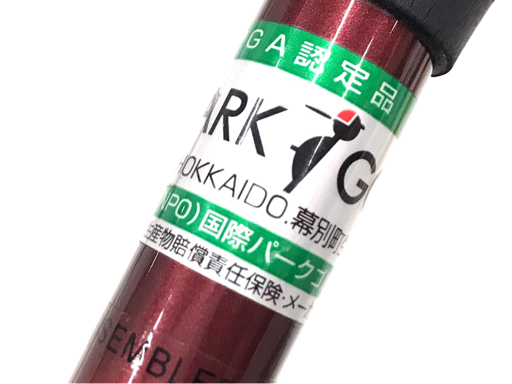 GA認定品
ARK G
HOKKAIDO.幕別町
NPO)国際パークゴ
生産物賠償責任保険・メーカ
SEMBLE